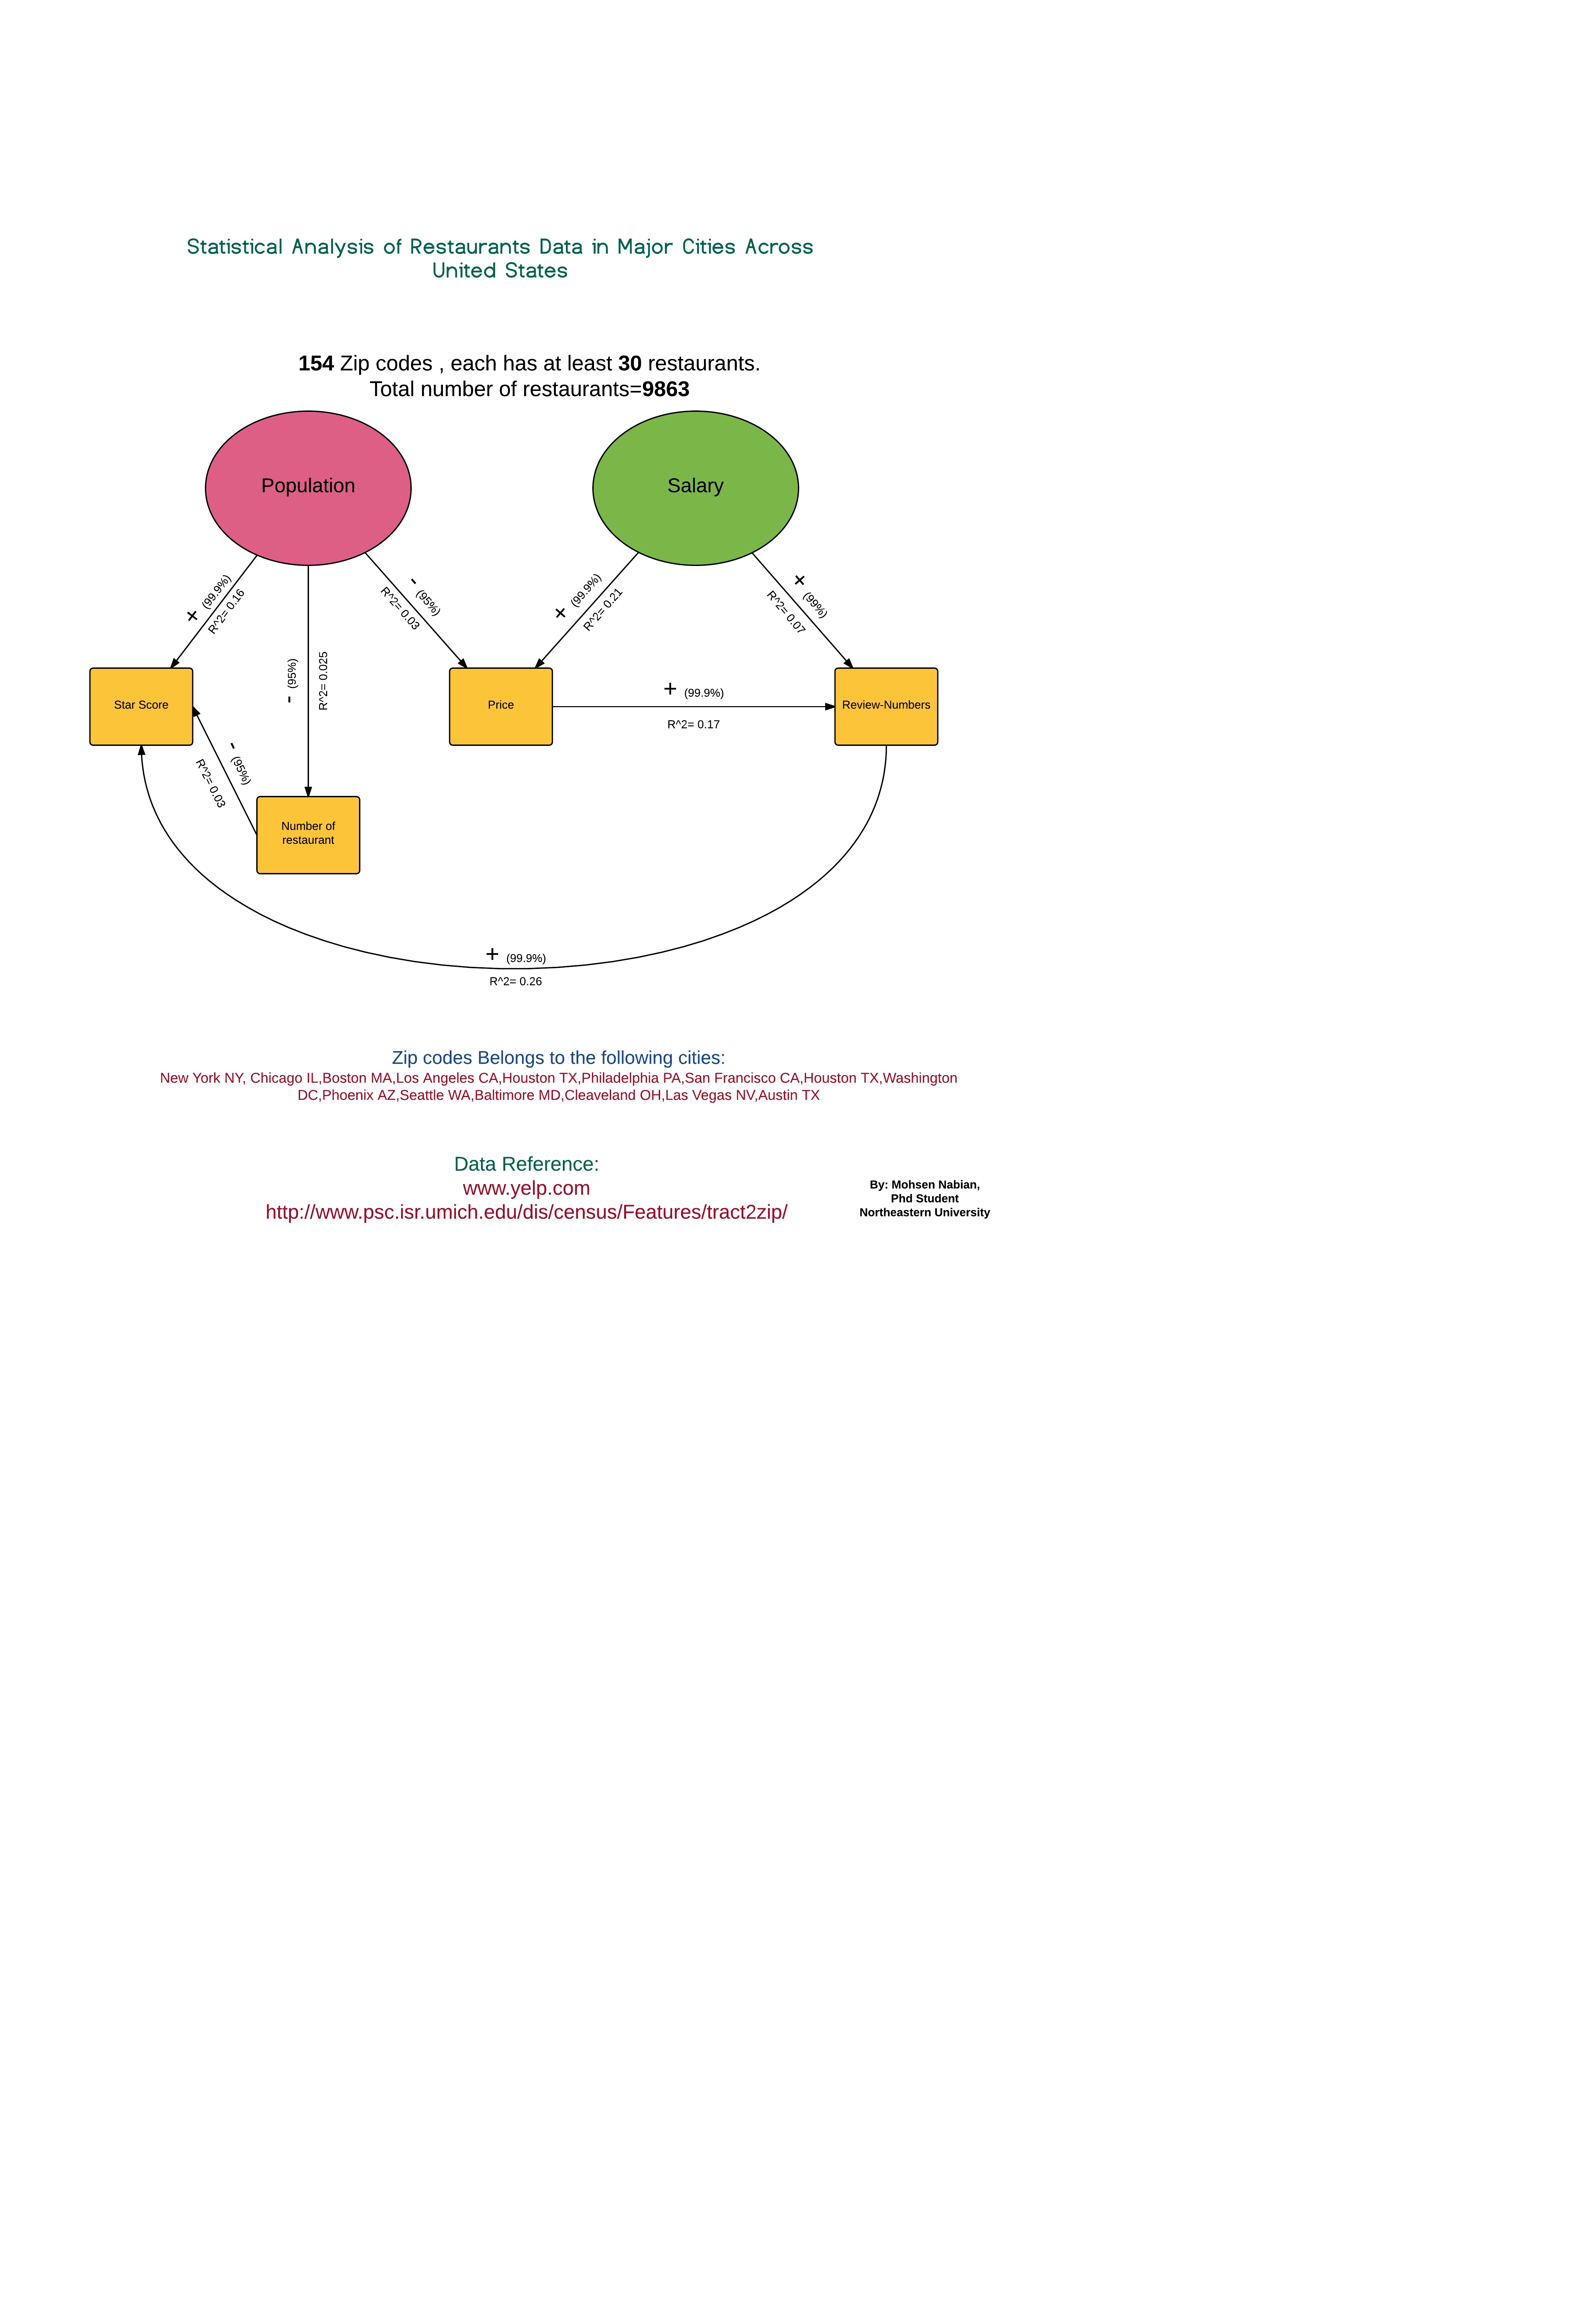 Statistical Analysis of Restaurants Data in Major Cities Across
United States
154 Zip codes , each has at least 30 restaurants.
Total number of restaurants=9863
Population
Salary
+ (99.9%)
R^2= 0.16
- (95%)
R^2= 0.025
- (95%)
R^2= 0.03
+ (99.9%)
R^2= 0.21
+ (99%)
R^2= 0.07
Star Score
Price
+ (99.9%)
R^2= 0.17
Review-Numbers
- (95%)
R^2= 0.03
Number of
restaurant
+ (99.9%)
R^2= 0.26
Zip codes Belongs to the following cities:
New York NY, Chicago IL,Boston MA,Los Angeles CA,Houston TX,Philadelphia PA,San Francisco CA,Houston TX,Washington
DC,Phoenix AZ,Seattle WA,Baltimore MD,Cleaveland OH,Las Vegas NV,Austin TX
Data Reference:
www.yelp.com
http://www.psc.isr.umich.edu/dis/census/Features/tract2zip/
By: Mohsen Nabian,
Phd Student
Northeastern University